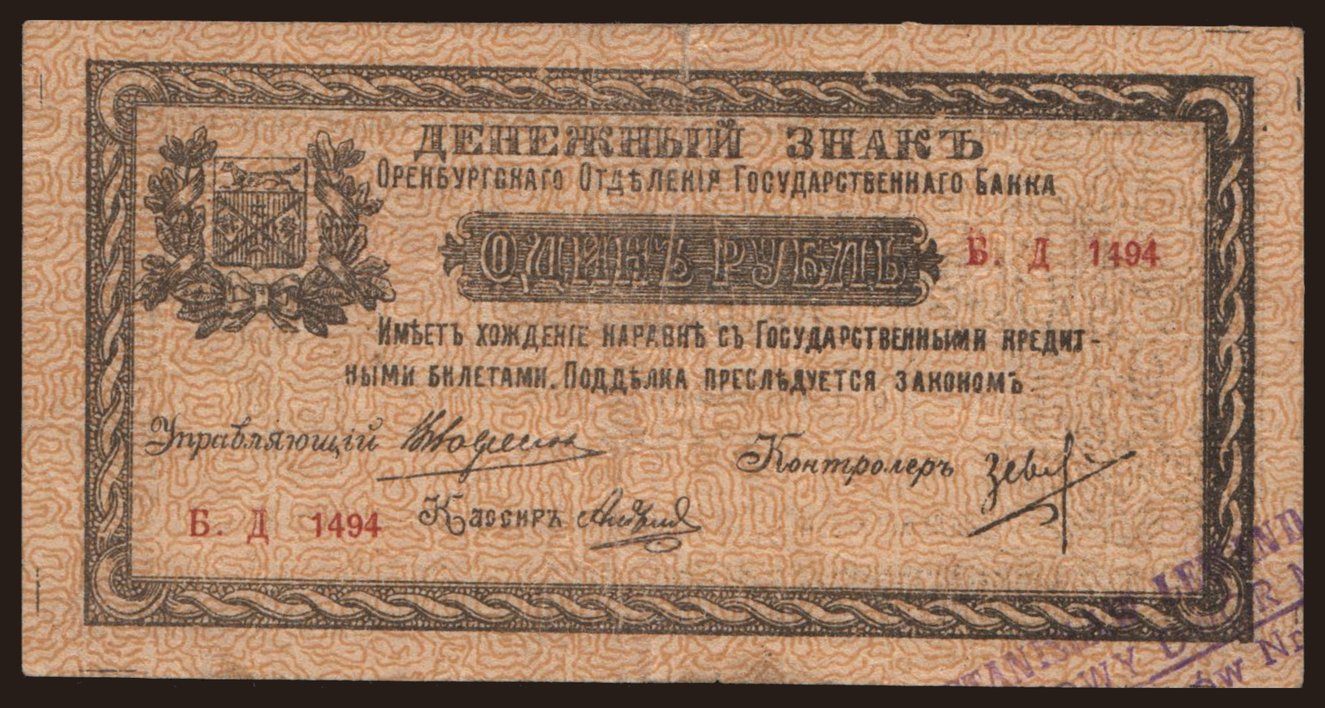 ДЕНЕЖНЫЙ ЗНАКЪ
ОРЕНБУРГСКАГО ОТДѢЛЕНІЯ ГОСУДАРСТВЕННАГО БАНКА
ОДИНЪ РУБЛЬ
Б. Д 1494
ИМѢЕТЪ ХОЖДЕНІЕ НАРАВНѢ СЪ ГОСУДАРСТВЕННЫМИ КРЕДИТ-
НЫМИ БИЛЕТАМИ. ПОДДѢЛКА ПРЕСЛѢДУЕТСЯ ЗАКОНОМЪ.
Управляющій
Контролеръ
Кассиръ
Б. Д 1494